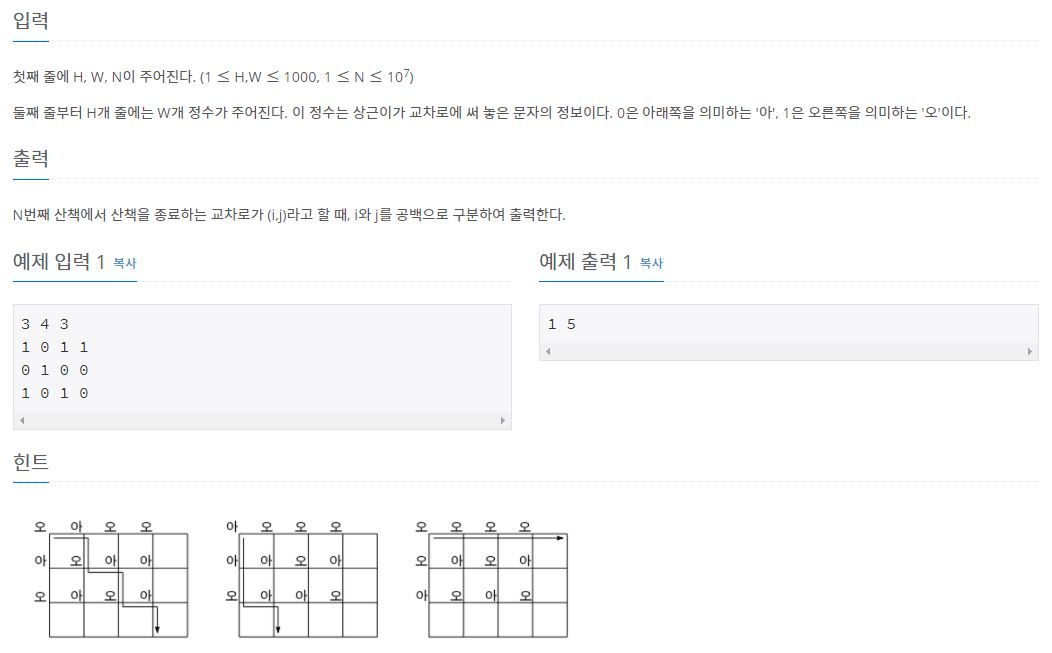 입력
첫째 줄에 H, W, N이 주어진다. (1 ≤ H,W ≤ 1000, 1 ≤ N ≤ 10⁷)
둘째 줄부터 H개 줄에는 W개 정수가 주어진다. 이 정수는 상근이가 교차로에 써 놓은 문자의 정보이다. 0은 아래쪽을 의미하는 '아', 1은 오른쪽을 의미하는 '오'이다.
출력
N번째 산책에서 산책을 종료하는 교차로가 (i,j)라고 할 때, i와 j를 공백으로 구분하여 출력한다.
예제 입력 1 복사
3 4 3
1 0 1 1
0 1 0 0
1 0 1 0
예제 출력 1 복사
1 5
힌트
오 아 오 오
아 오 아 아
오 아 오 아
아 오 오 오
아 아 오 아
오 아 아 오
오 오 오 오
오 아 오 아
아 오 아 오